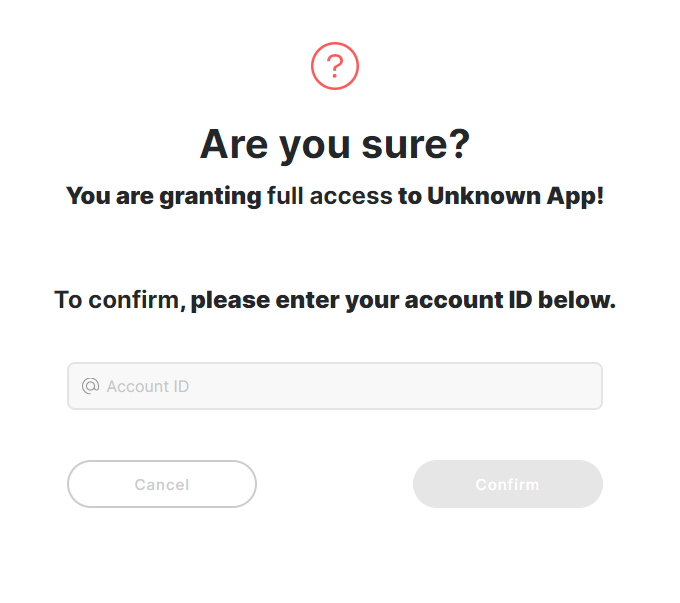 ?
Are you sure?
You are granting full access to Unknown App!
To confirm, please enter your account ID below.
@ Account ID
Cancel
Confirm